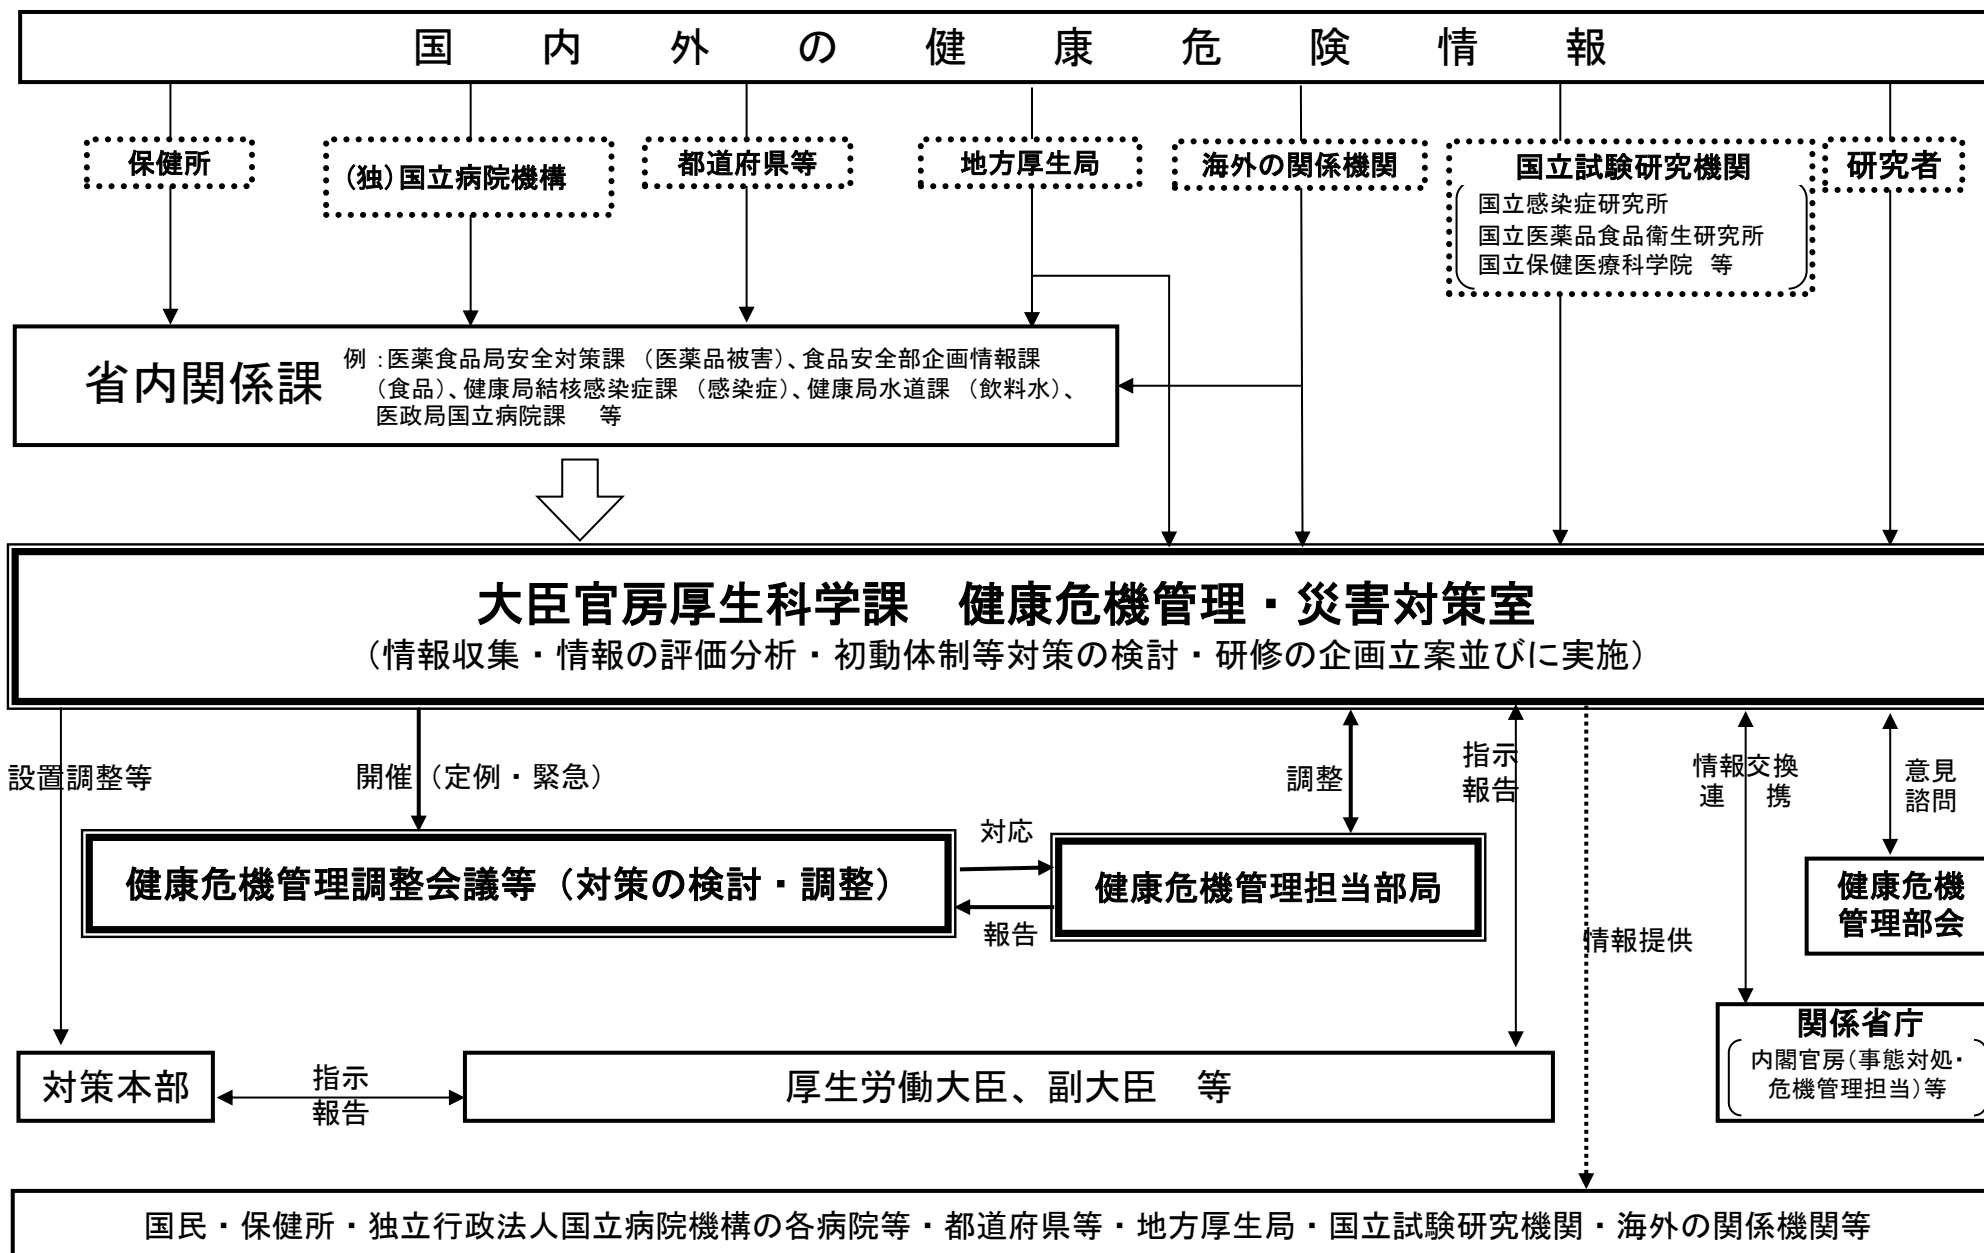 国内外の健康危険情報
保健所
(独)国立病院機構
都道府県等
地方厚生局
海外の関係機関
国立試験研究機関
国立感染症研究所
国立医薬品食品衛生研究所
国立保健医療科学院 等
研究者
省内関係課
例:医薬食品局安全対策課(医薬品被害)、食品安全部企画情報課
(食品)、健康局結核感染症課(感染症)、健康局水道課(飲料水)、
医政局国立病院課 等
大臣官房厚生科学課 健康危機管理・災害対策室
(情報収集・情報の評価分析・初動体制等対策の検討・研修の企画立案並びに実施)
設置調整等
開催(定例・緊急)
調整
指示
報告
情報交換
連 携
意見
諮問
健康危機管理調整会議等(対策の検討・調整)
対応
報告
健康危機管理担当部局
健康危機
管理部会
情報提供
関係省庁
内閣官房(事態対処・
危機管理担当)等
対策本部
指示
報告
厚生労働大臣、副大臣 等
国民・保健所・独立行政法人国立病院機構の各病院等・都道府県等・地方厚生局・国立試験研究機関・海外の関係機関等